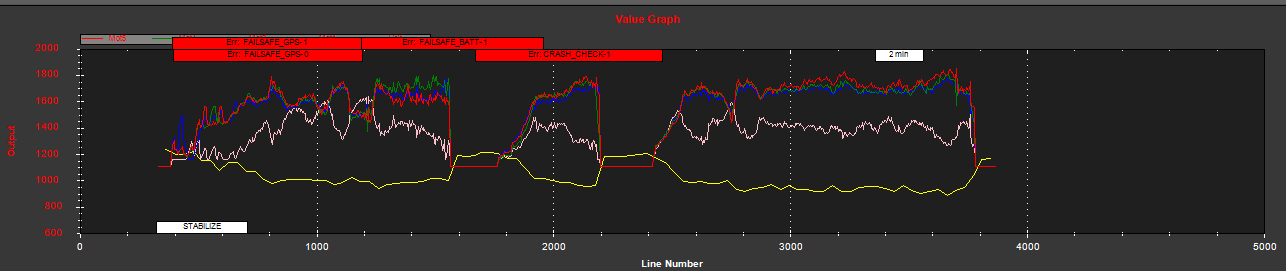 Value Graph
Mot5
Err: FAILSAFE_GPS-1
Err: FAILSAFE_BATT-1
Err: FAILSAFE_GPS-0
Err: CRASH_CHECK-1
2 min
2000
1800
1600
1400
1200
1000
800
600
Output
STABILIZE
0
1000
2000
3000
4000
5000
Line Number